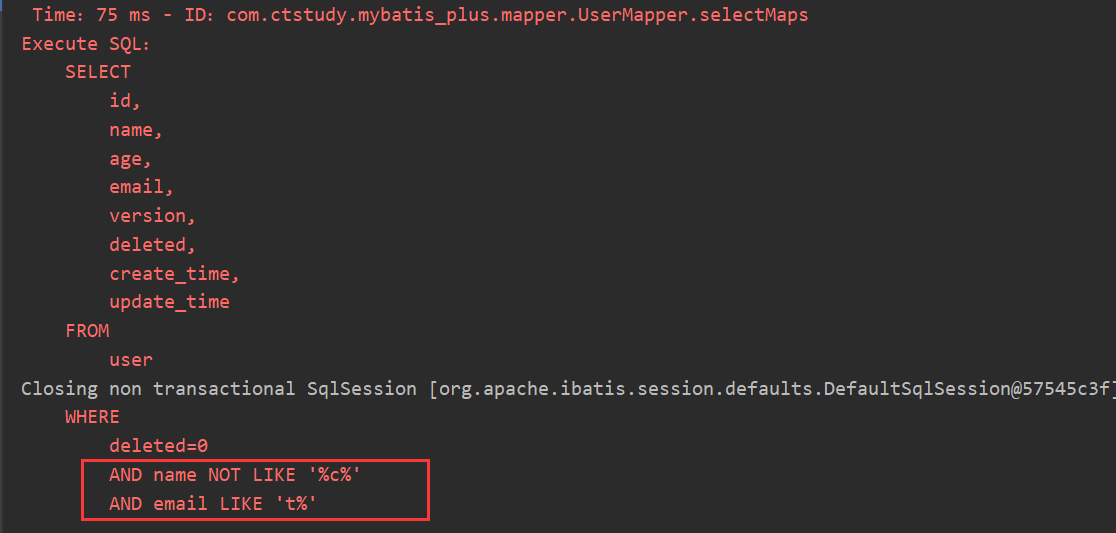 Time：75 ms - ID：com.ctstudy.mybatis_plus.mapper.UserMapper.selectMaps
Execute SQL：
SELECT
id,
name,
age,
email,
version,
deleted,
create_time,
update_time
FROM
user
Closing non transactional SqlSession [org.apache.ibatis.session.defaults.DefaultSqlSession@57545c3f]
WHERE
deleted=0
AND name NOT LIKE '%c%'
AND email LIKE 't%'